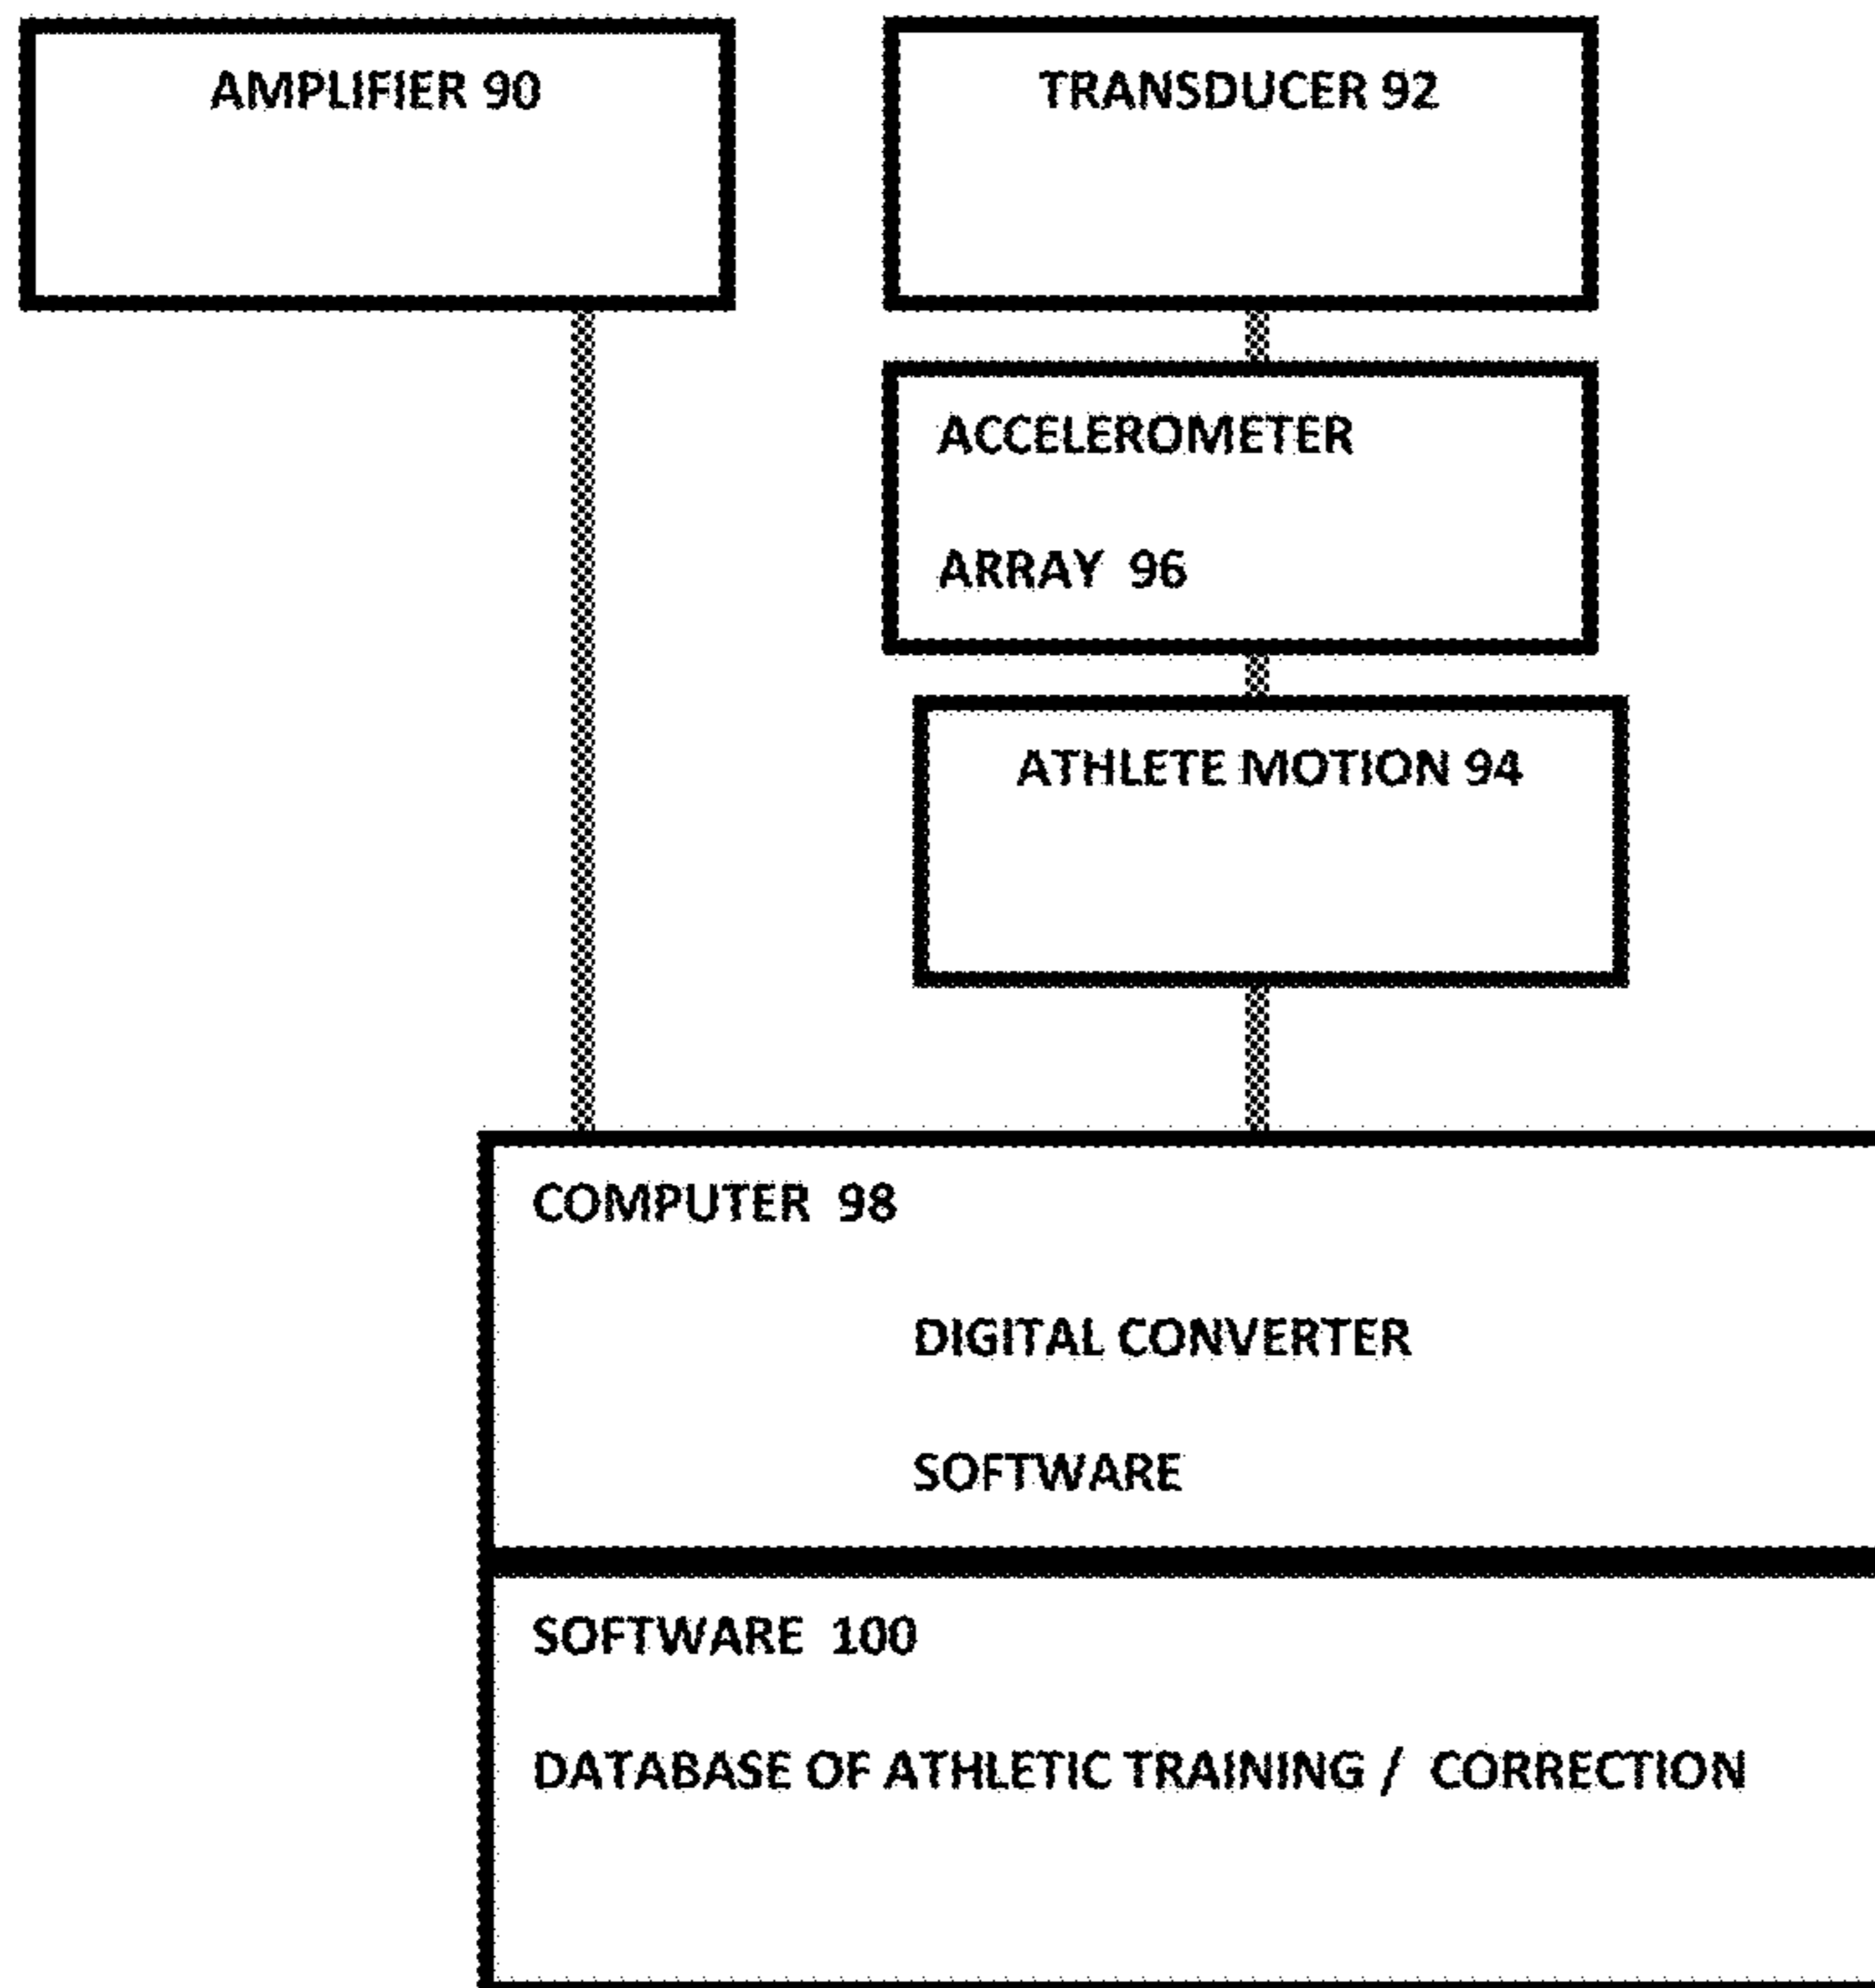 AMPLIFIER 90
TRANSDUCER 92
ACCELEROMETER
ARRAY 96
ATHLETE MOTION 94
COMPUTER 98
DIGITAL CONVERTER
SOFTWARE
SOFTWARE 100
DATABASE OF ATHLETIC TRAINING / CORRECTION